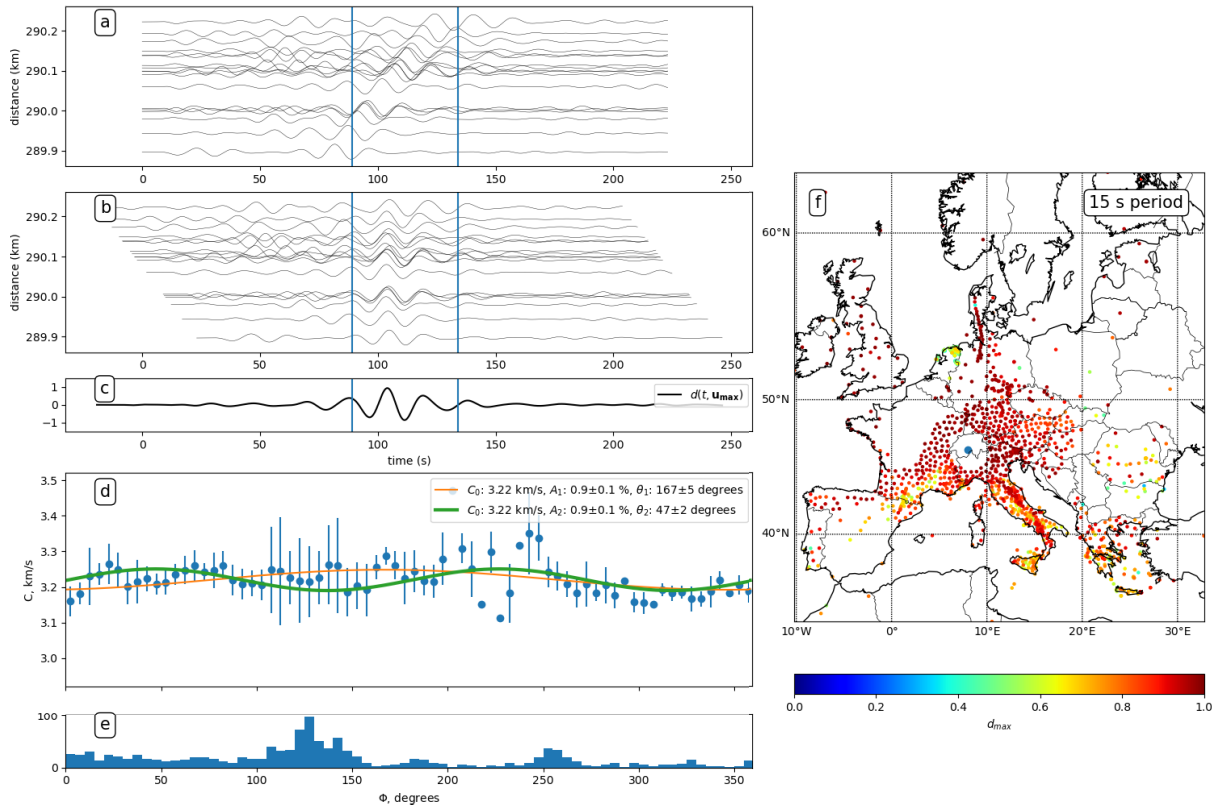 a
290.2
290.1
290.0
289.9
distance (km)
0 50 100 150 200 250
b
290.2
290.1
290.0
289.9
distance (km)
0 50 100 150 200 250
c
1
0
−1
d(t, u_max)
0 50 100 150 200 250
time (s)
d
3.5
3.4
3.3
3.2
3.1
3.0
C, km/s
C₀: 3.22 km/s, A₁: 0.9±0.1 %, θ₁: 167±5 degrees
C₀: 3.22 km/s, A₂: 0.9±0.1 %, θ₂: 47±2 degrees
e
100
0
0 50 100 150 200 250 300 350
Φ, degrees
f
15 s period
60°N
50°N
40°N
10°W 0° 10°E 20°E 30°E
0.0 0.2 0.4 0.6 0.8 1.0
d_max